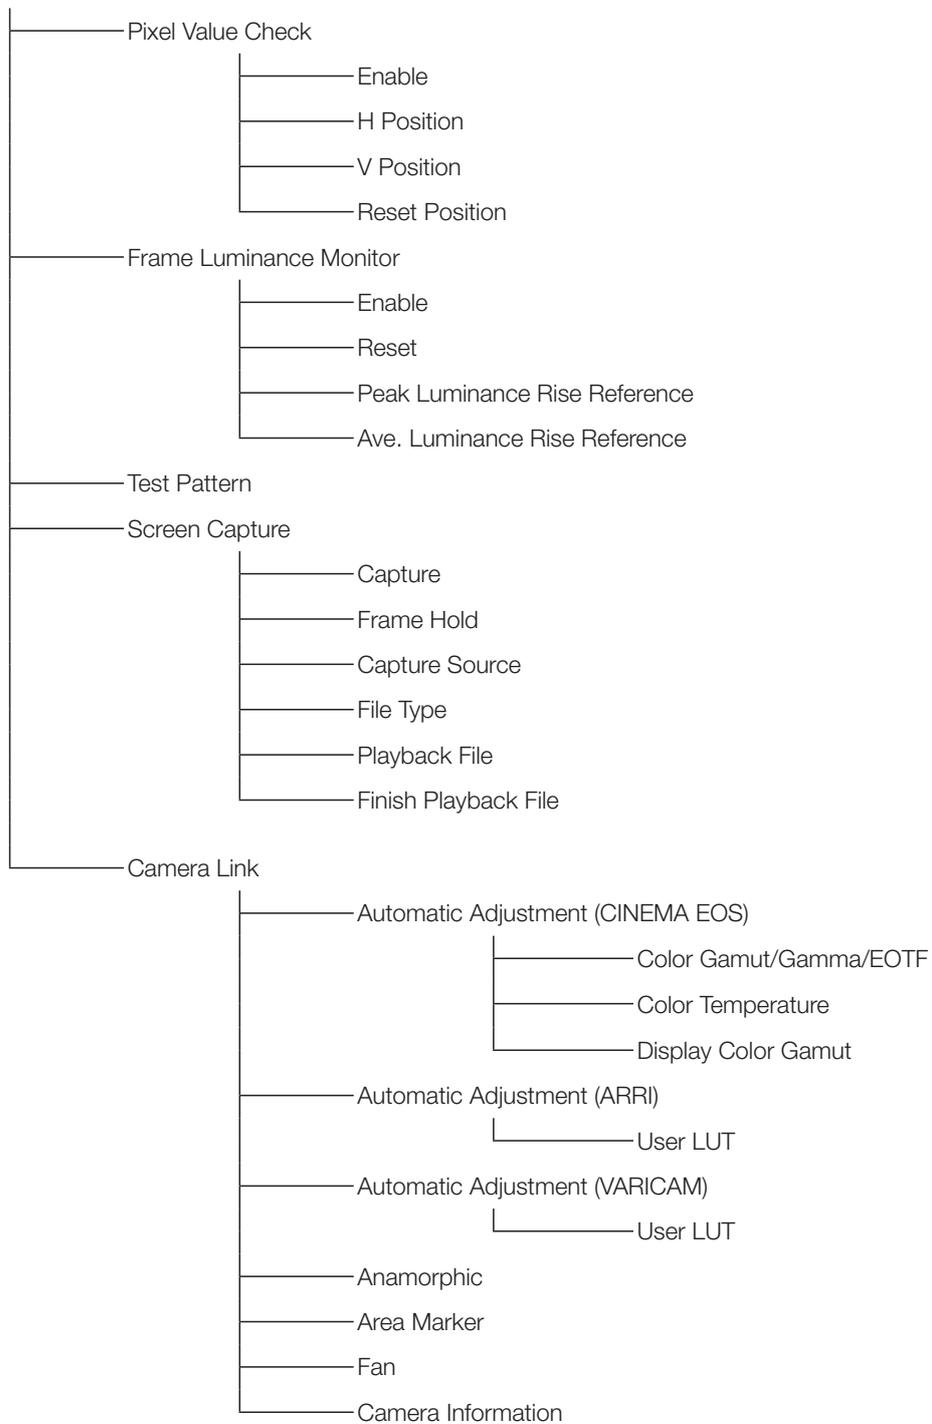 Pixel Value Check
Enable
H Position
V Position
Reset Position
Frame Luminance Monitor
Enable
Reset
Peak Luminance Rise Reference
Ave. Luminance Rise Reference
Test Pattern
Screen Capture
Capture
Frame Hold
Capture Source
File Type
Playback File
Finish Playback File
Camera Link
Automatic Adjustment (CINEMA EOS)
Color Gamut/Gamma/EOTF
Color Temperature
Display Color Gamut
Automatic Adjustment (ARRI)
User LUT
Automatic Adjustment (VARICAM)
User LUT
Anamorphic
Area Marker
Fan
Camera Information